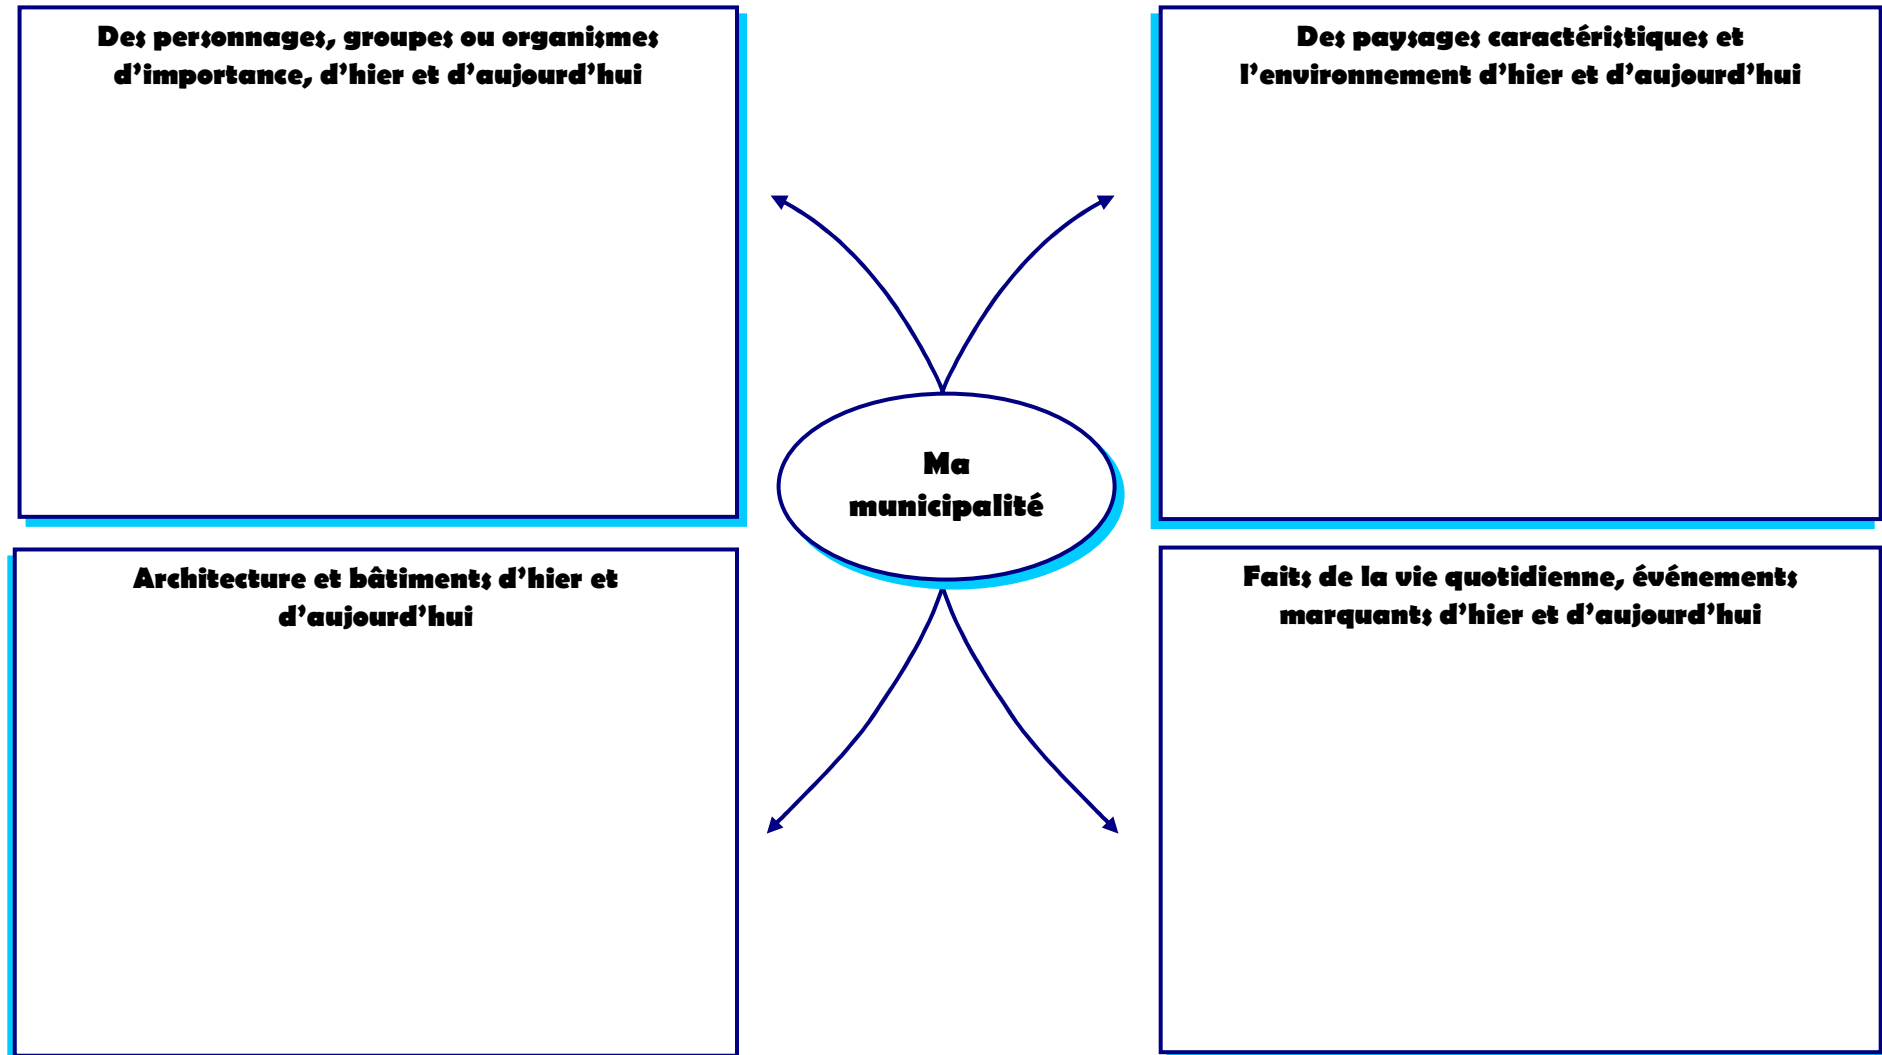 Des personnages, groupes ou organismes
d’importance, d’hier et d’aujourd’hui
Des paysages caractéristiques et
l’environnement d’hier et d’aujourd’hui
Ma
municipalité
Architecture et bâtiments d’hier et
d’aujourd’hui
Faits de la vie quotidienne, événements
marquants d’hier et d’aujourd’hui